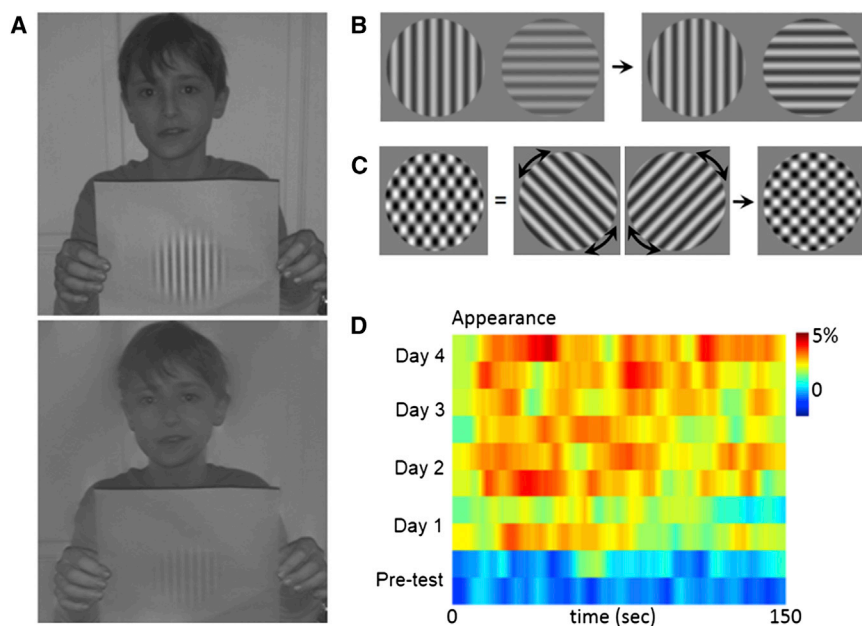 A
B
C
=
D
Appearance
Day 4
Day 3
Day 2
Day 1
Pre-test
5%
0
0
time (sec)
150